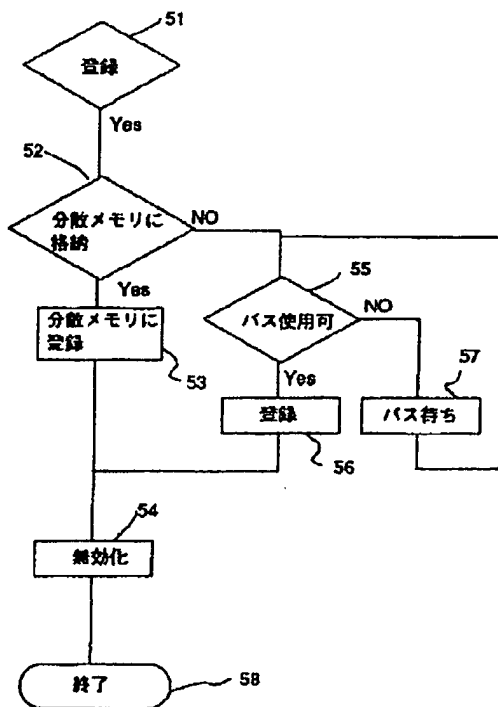 51
登録
Yes
52
分散メモリに
格納
NO
Yes
分散メモリに
登録
53
55
バス使用可
NO
Yes
登録
56
57
バス待ち
54
無効化
終了
58